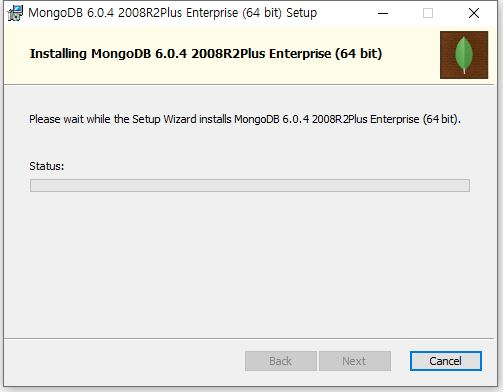 MongoDB 6.0.4 2008R2Plus Enterprise (64 bit) Setup
Installing MongoDB 6.0.4 2008R2Plus Enterprise (64 bit)
Please wait while the Setup Wizard installs MongoDB 6.0.4 2008R2Plus Enterprise (64 bit).
Status:
Back Next Cancel